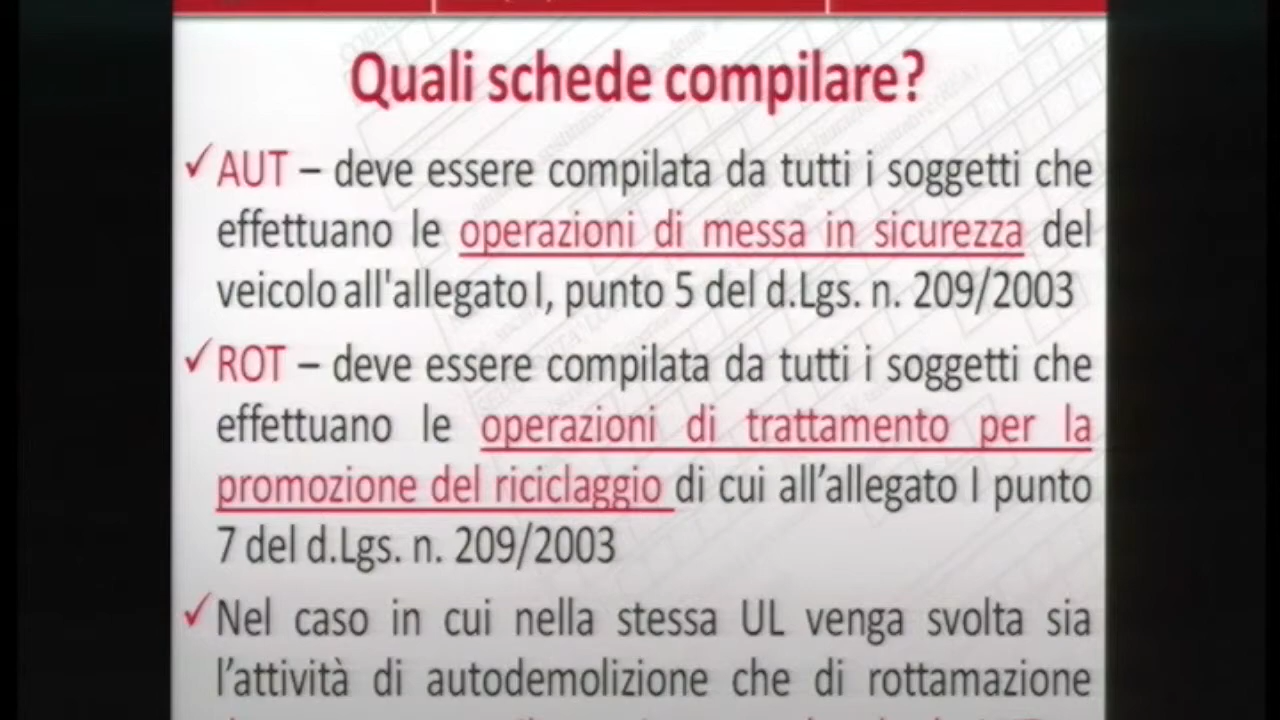 Quali schede compilare?
✓AUT – deve essere compilata da tutti i soggetti che
effettuano le operazioni di messa in sicurezza del
veicolo all'allegato I, punto 5 del d.Lgs. n. 209/2003
✓ROT – deve essere compilata da tutti i soggetti che
effettuano le operazioni di trattamento per la
promozione del riciclaggio di cui all’allegato I punto
7 del d.Lgs. n. 209/2003
✓Nel caso in cui nella stessa UL venga svolta sia
l’attività di autodemolizione che di rottamazione